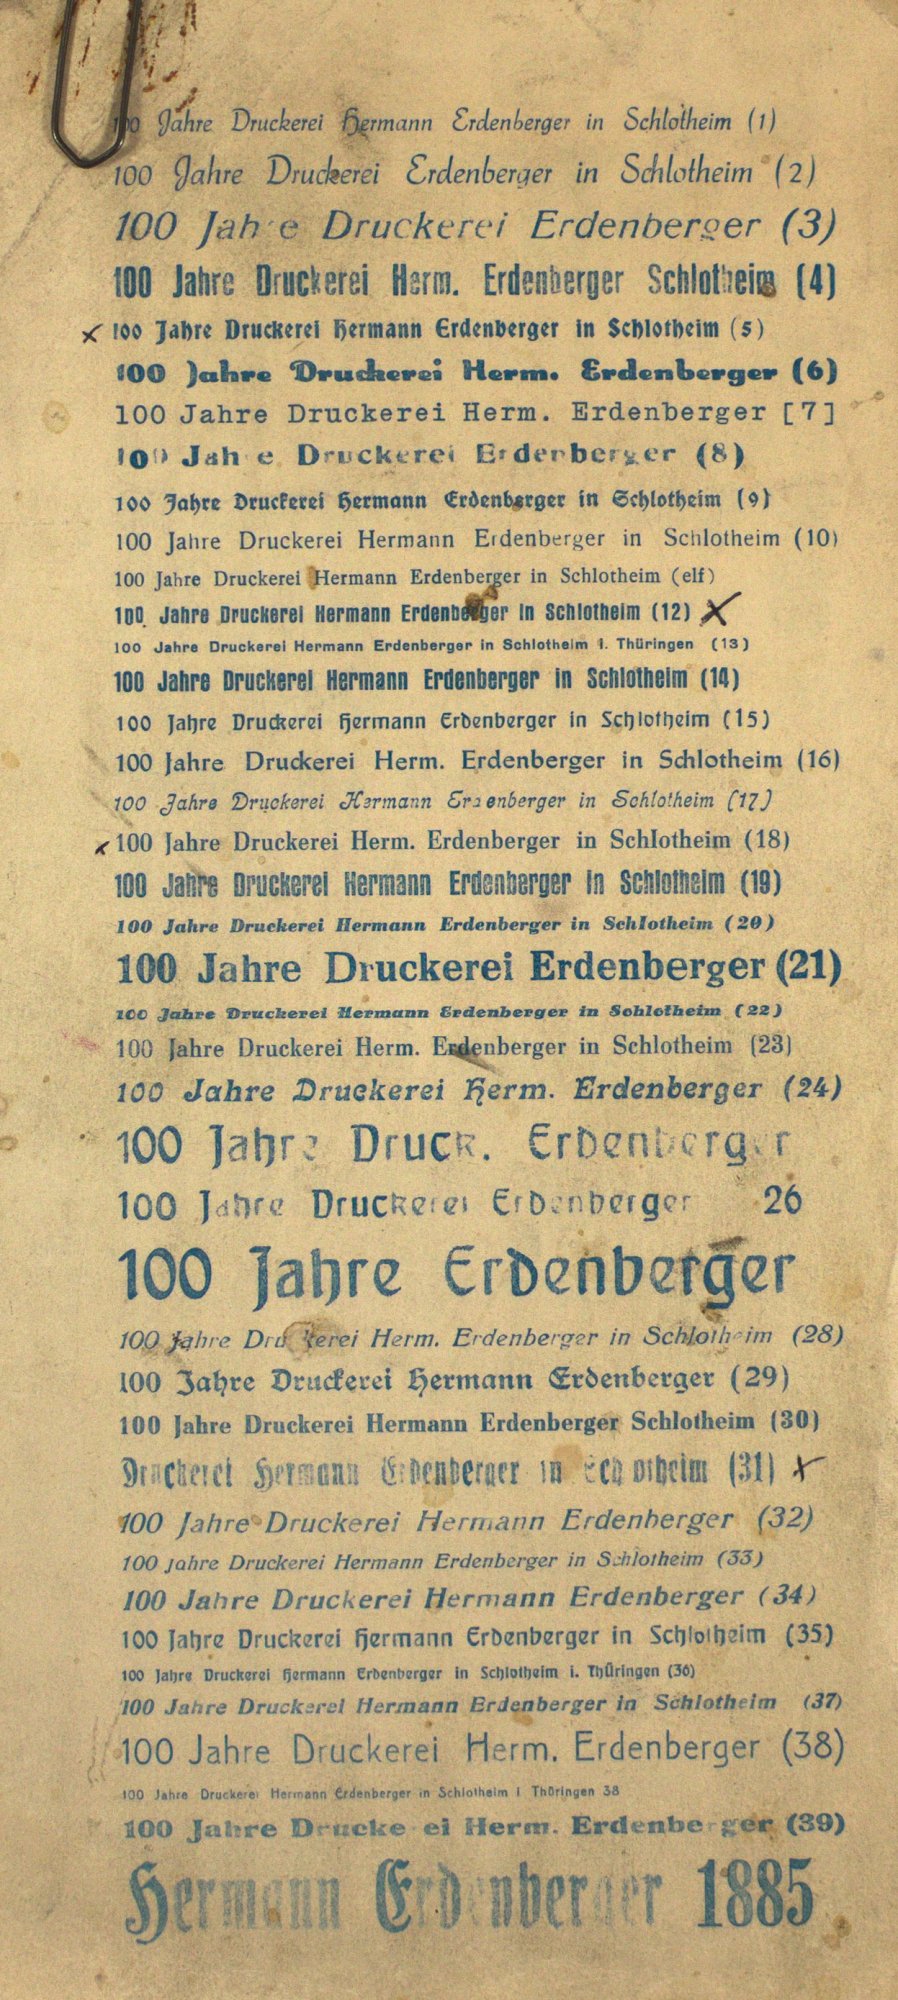 100 Jahre Druckerei Hermann Erdenberger in Schlotheim (1)
100 Jahre Druckerei Erdenberger in Schlotheim (2)
100 Jahre Druckerei Erdenberger (3)
100 Jahre Druckerei Herm. Erdenberger Schlotheim (4)
x 100 Jahre Druckerei Hermann Erdenberger in Schlotheim (5)
100 Jahre Druckerei Herm. Erdenberger (6)
100 Jahre Druckerei Herm. Erdenberger [7]
100 Jah e Druckerei Erdenberger (8)
100 Jahre Druckerei Hermann Erdenberger in Schlotheim (9)
100 Jahre Druckerei Hermann Erdenberger in Schlotheim (10)
100 Jahre Druckerei Hermann Erdenberger in Schlotheim (elf)
100 Jahre Druckerei Hermann Erdenberger in Schlotheim (12) x
100 Jahre Druckerei Hermann Erdenberger in Schlotheim i. Thüringen (13)
100 Jahre Druckerei Hermann Erdenberger in Schlotheim (14)
100 Jahre Druckerei Hermann Erdenberger in Schlotheim (15)
100 Jahre Druckerei Herm. Erdenberger in Schlotheim (16)
100 Jahre Druckerei Hermann Erdenberger in Schlotheim (17)
x 100 Jahre Druckerei Herm. Erdenberger in Schlotheim (18)
100 Jahre Druckerei Hermann Erdenberger in Schlotheim (19)
100 Jahre Druckerei Hermann Erdenberger in Schlotheim (20)
100 Jahre Druckerei Erdenberger (21)
100 Jahre Druckerei Hermann Erdenberger in Schlotheim (22)
100 Jahre Druckerei Herm. Erdenberger in Schlotheim (23)
100 Jahre Druckerei Herm. Erdenberger (24)
100 Jahre Druck. Erdenberger
100 Jahre Druckerei Erdenberger 26
100 Jahre Erdenberger
100 Jahre Druckerei Herm. Erdenberger in Schlotheim (28)
100 Jahre Druckerei Hermann Erdenberger (29)
100 Jahre Druckerei Hermann Erdenberger Schlotheim (30)
Druckerei Hermann Erdenberger in Schlotheim (31) x
100 Jahre Druckerei Hermann Erdenberger (32)
100 Jahre Druckerei Hermann Erdenberger in Schlotheim (33)
100 Jahre Druckerei Hermann Erdenberger (34)
100 Jahre Druckerei Hermann Erdenberger in Schlotheim (35)
100 Jahre Druckerei Hermann Erdenberger in Schlotheim i. Thüringen (36)
100 Jahre Druckerei Hermann Erdenberger in Schlotheim (37)
100 Jahre Druckerei Herm. Erdenberger (38)
100 Jahre Druckerei Hermann Erdenberger in Schlotheim i Thüringen 38
100 Jahre Drucke ei Herm. Erdenberger (39)
Hermann Erdenberger 1885